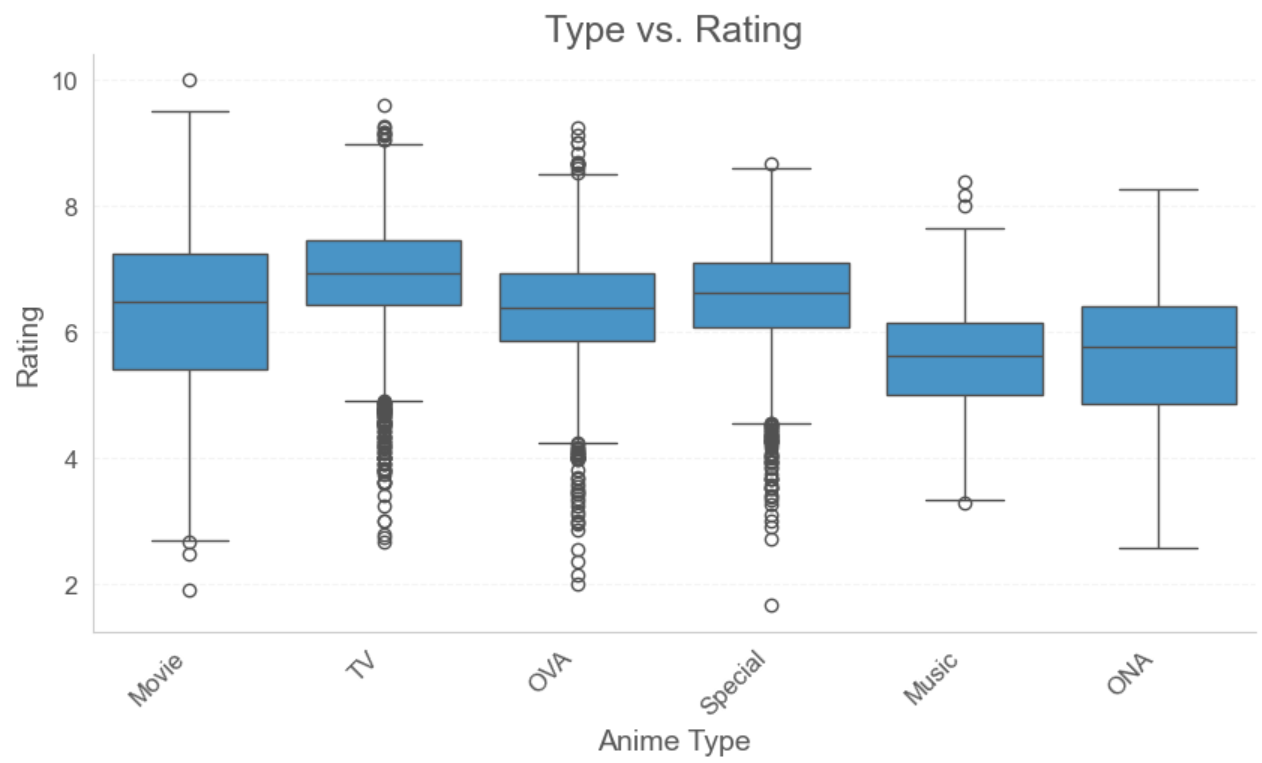 Type vs. Rating
Rating
10
8
6
4
2
Movie
TV
OVA
Special
Music
ONA
Anime Type